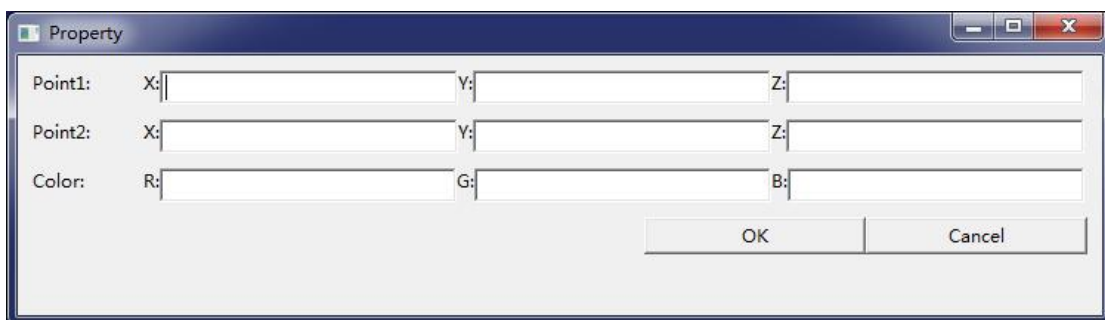 Property
Point1: X: Y: Z:
Point2: X: Y: Z:
Color: R: G: B:
OK Cancel